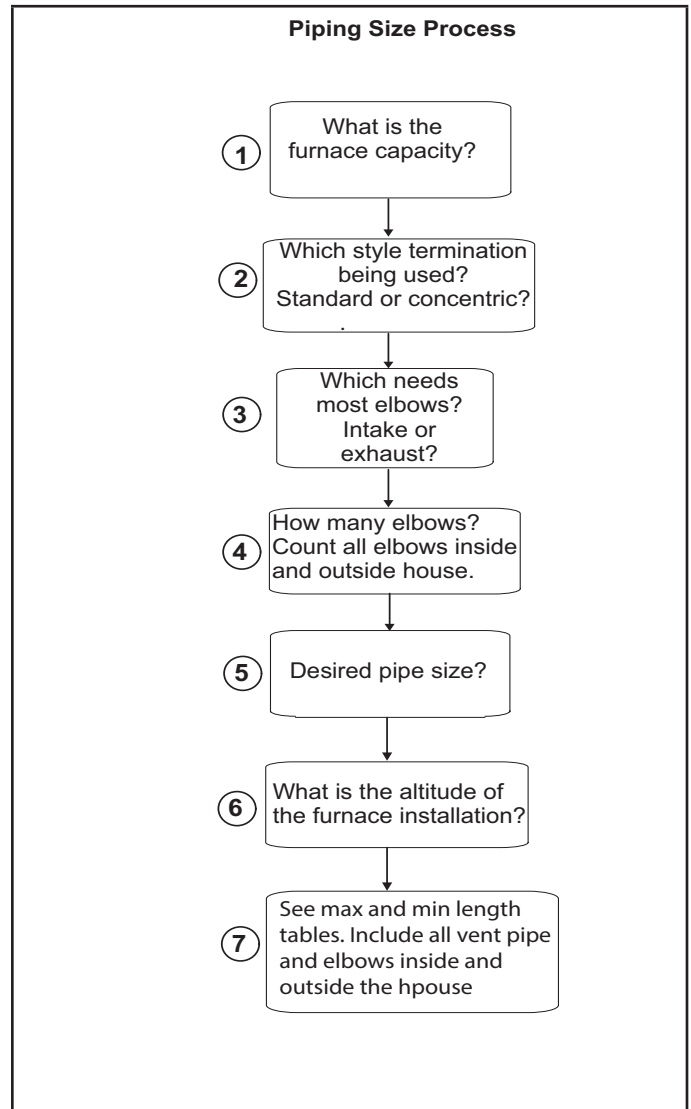 Piping Size Process
1
What is the
furnace capacity?
2
Which style termination
being used?
Standard or concentric?
.
3
Which needs
most elbows?
Intake or
exhaust?
4
How many elbows?
Count all elbows inside
and outside house.
5
Desired pipe size?
6
What is the altitude of
the furnace installation?
7
See max and min length
tables. Include all vent pipe
and elbows inside and
outside the hpouse